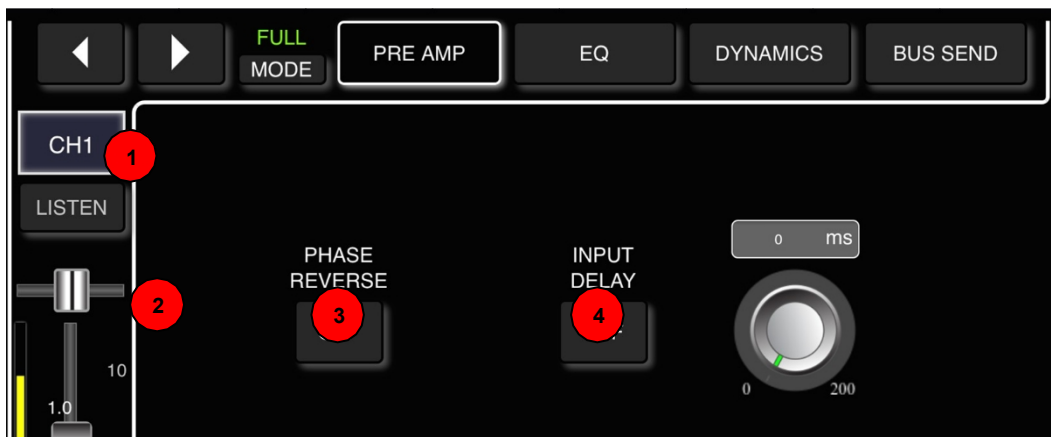 FULL
MODE
PRE AMP
EQ
DYNAMICS
BUS SEND
CH1
1
LISTEN
2
10
1.0
PHASE
REVERSE
3
INPUT
DELAY
4
0 ms
0 200